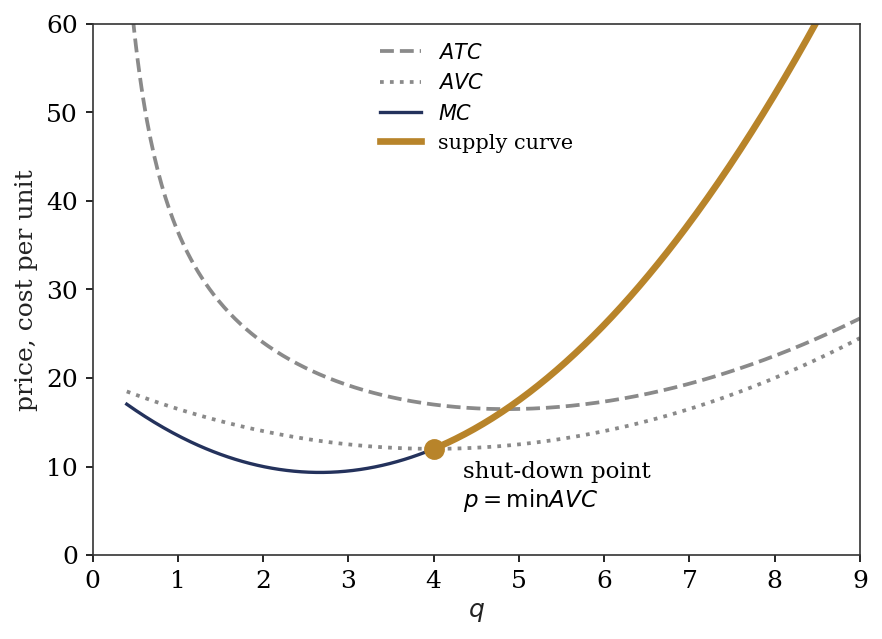 60
50
40
30
20
10
0
price, cost per unit
ATC
AVC
MC
supply curve
shut-down point
p = minAVC
0 1 2 3 4 5 6 7 8 9
q